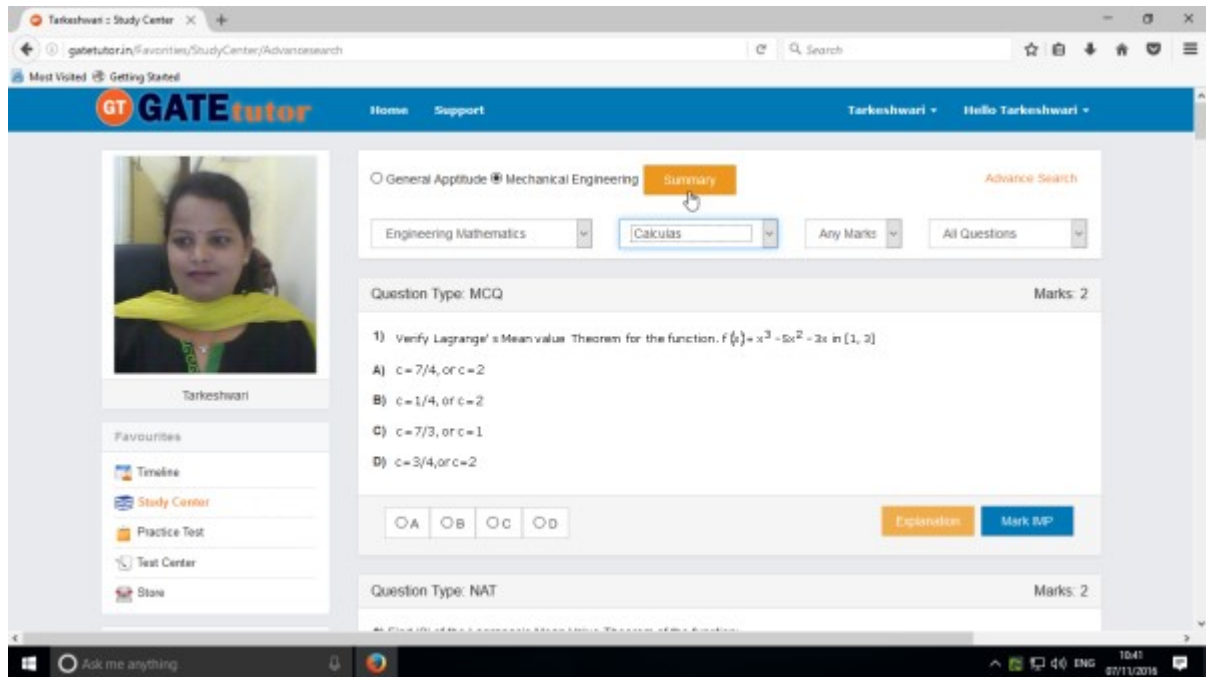 Tarkeshwari :: Study Center
gatetutor.in/Favorities/StudyCenter/Advancesearch
Search
Most Visited Getting Started
GT GATEtutor Home Support Tarkeshwari Hello Tarkeshwari
General Apptitude Mechanical Engineering Summary Advance Search
Engineering Mathematics Calculas Any Marks All Questions
Question Type: MCQ Marks: 2
1) Verify Lagrange's Mean value Theorem for the function. f(x) = x³ - 5x² - 3x in [1, 3]
A) c = 7/4, or c = 2
B) c = 1/4, or c = 2
C) c = 7/3, or c = 1
D) c = 3/4, or c = 2
A B C D Explanation Mark IMP
Question Type: NAT Marks: 2
Tarkeshwari
Favourites
Timeline
Study Center
Practice Test
Test Center
Store
Ask me anything ENG 10:41
07/11/2016